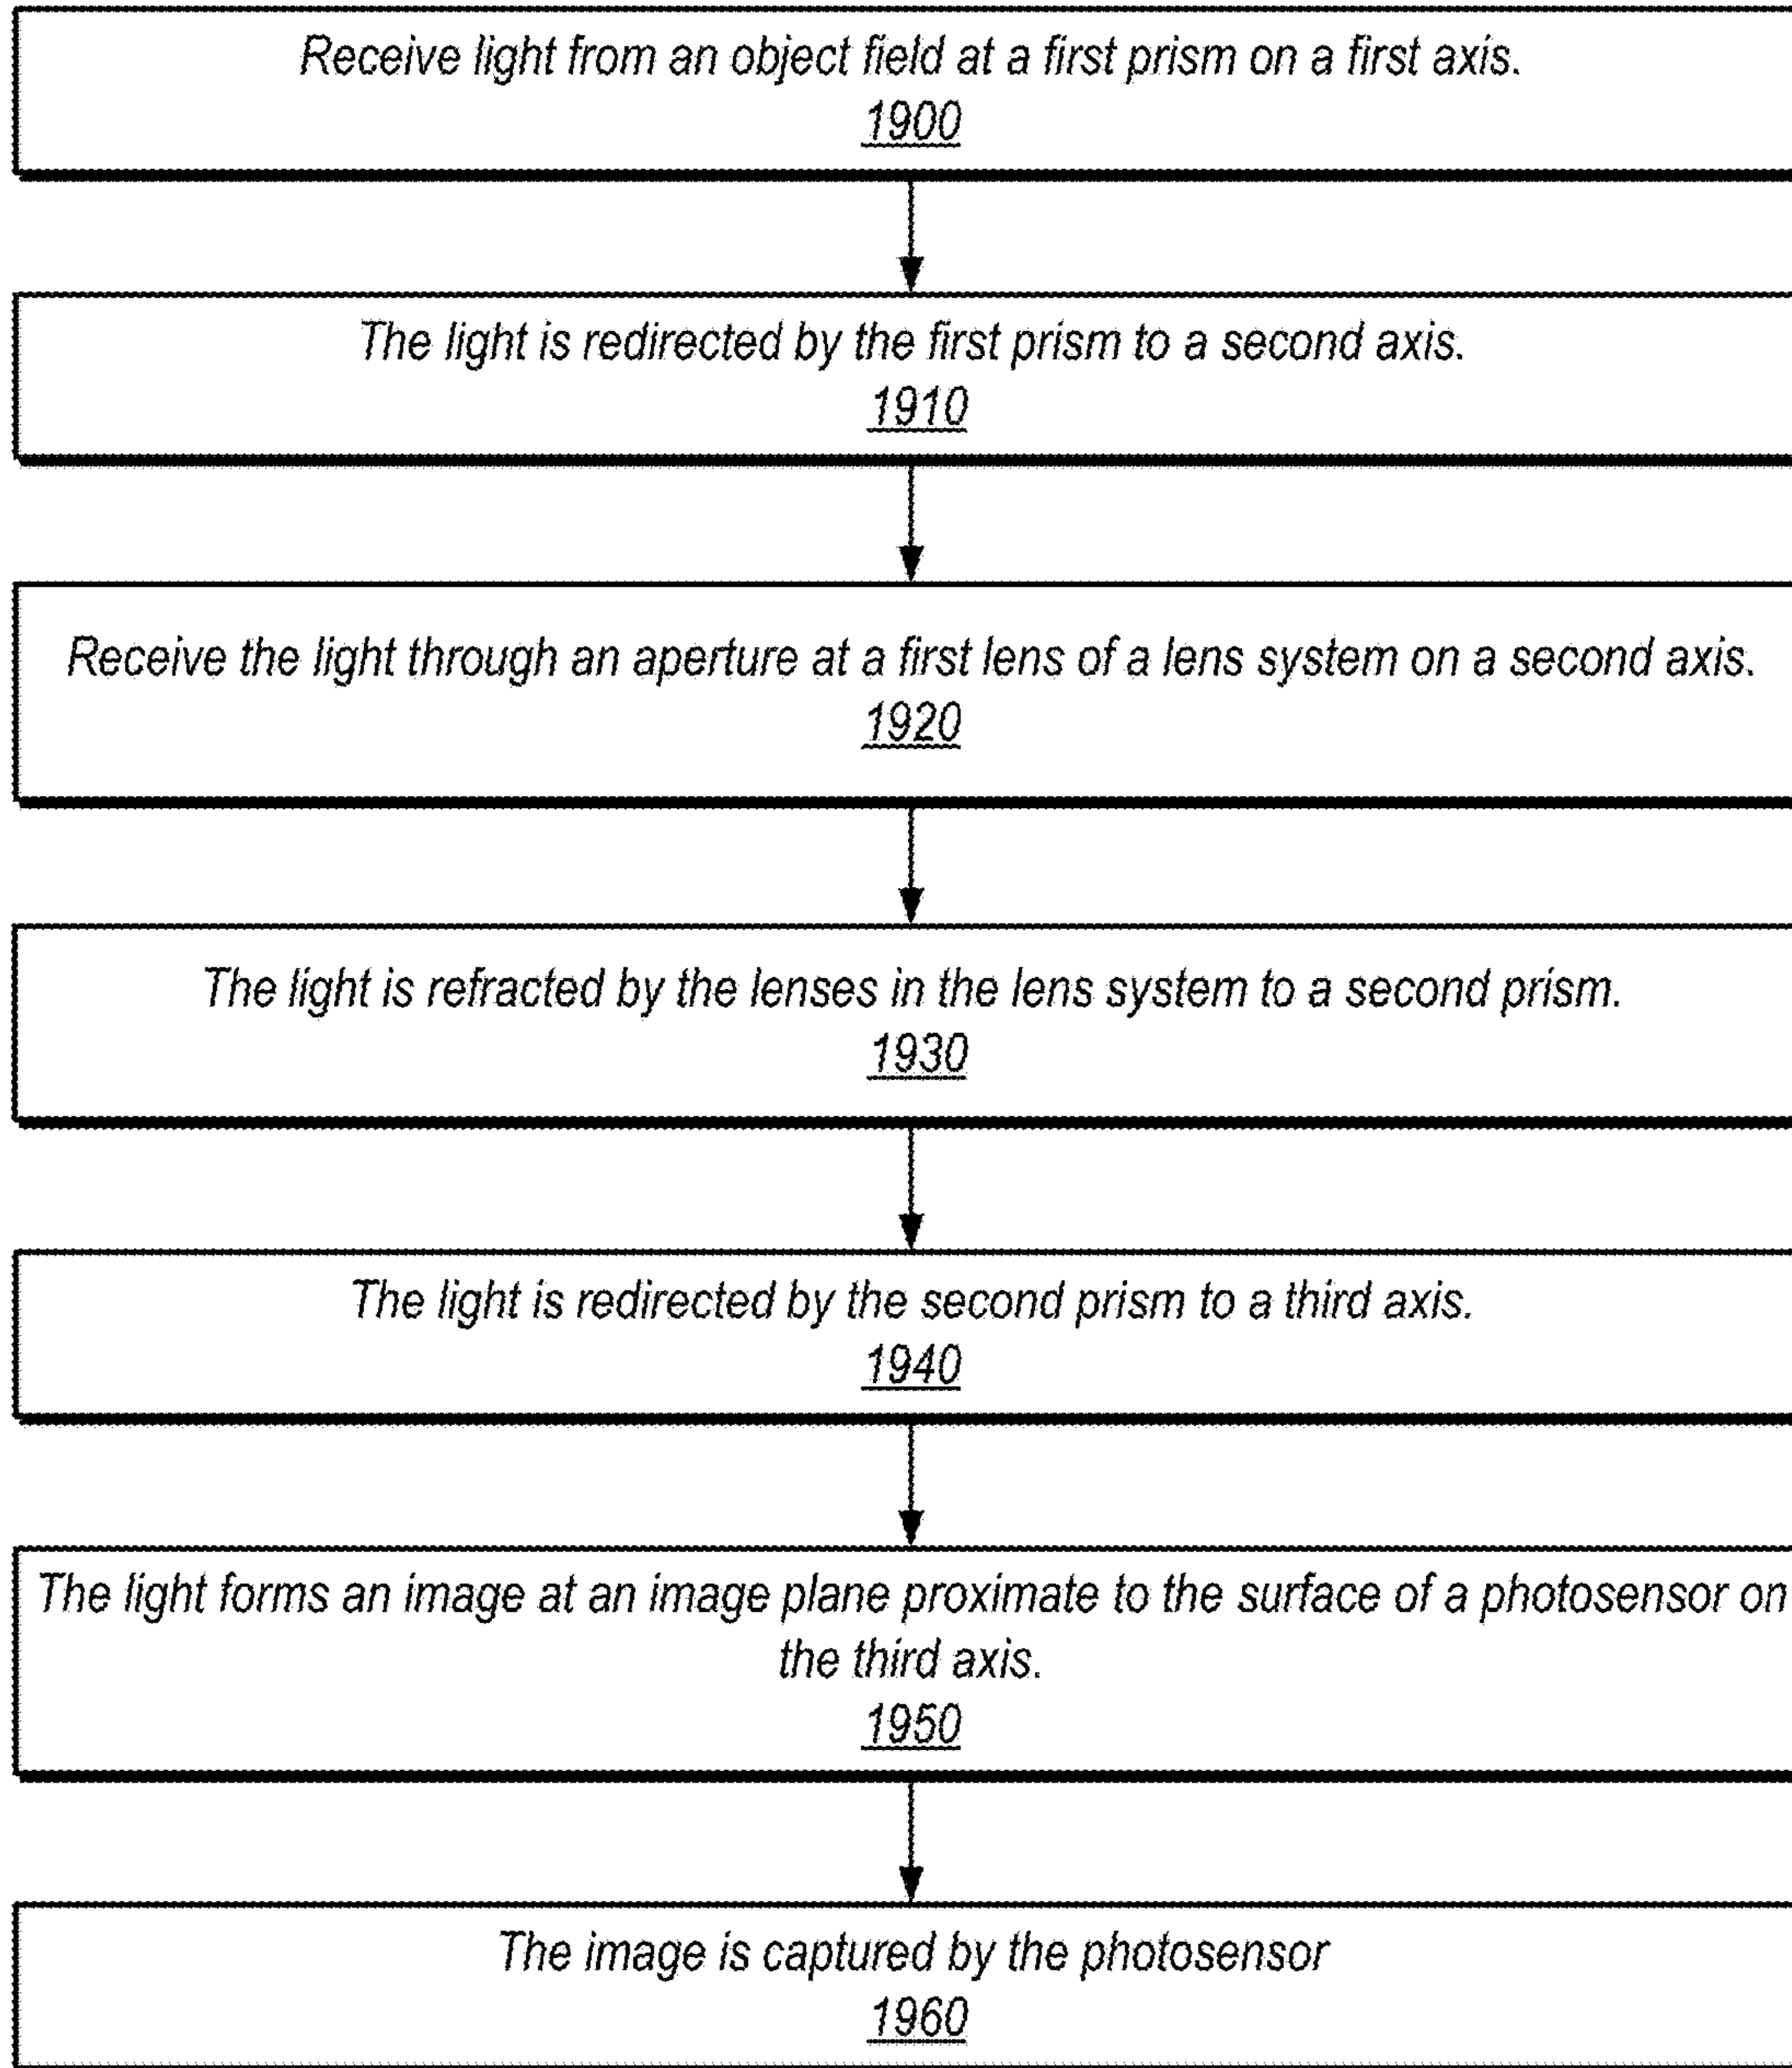 Receive light from an object field at a first prism on a first axis.
1900
The light is redirected by the first prism to a second axis.
1910
Receive the light through an aperture at a first lens of a lens system on a second axis.
1920
The light is refracted by the lenses in the lens system to a second prism.
1930
The light is redirected by the second prism to a third axis.
1940
The light forms an image at an image plane proximate to the surface of a photosensor on
the third axis.
1950
The image is captured by the photosensor
1960